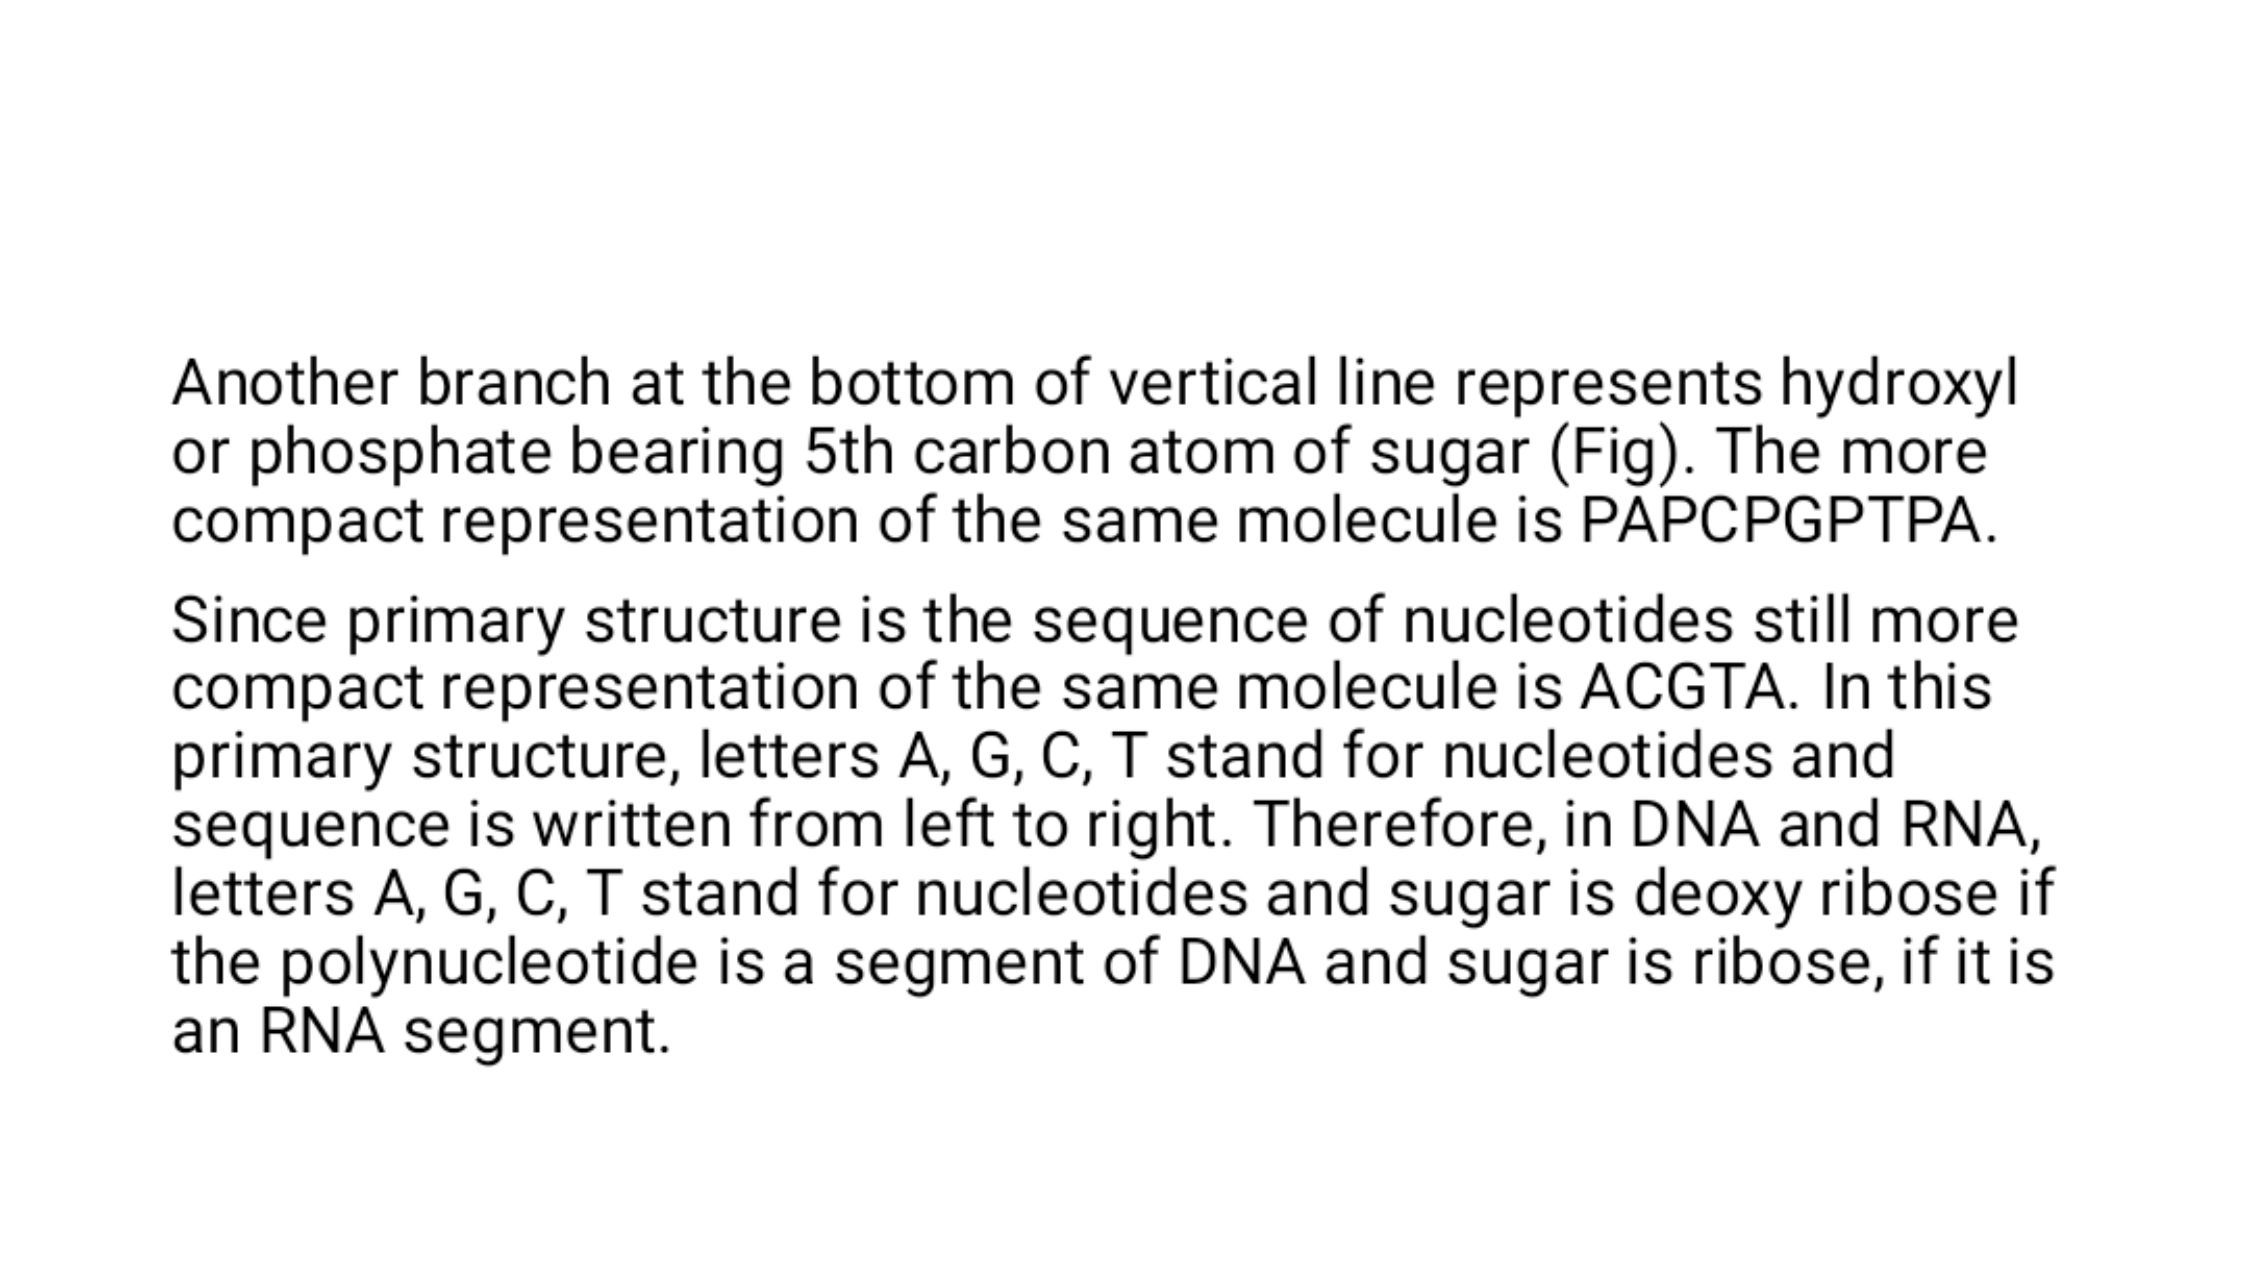 Another branch at the bottom of vertical line represents hydroxyl
or phosphate bearing 5th carbon atom of sugar (Fig). The more
compact representation of the same molecule is PAPCPGPTPA.
Since primary structure is the sequence of nucleotides still more
compact representation of the same molecule is ACGTA. In this
primary structure, letters A, G, C, T stand for nucleotides and
sequence is written from left to right. Therefore, in DNA and RNA,
letters A, G, C, T stand for nucleotides and sugar is deoxy ribose if
the polynucleotide is a segment of DNA and sugar is ribose, if it is
an RNA segment.